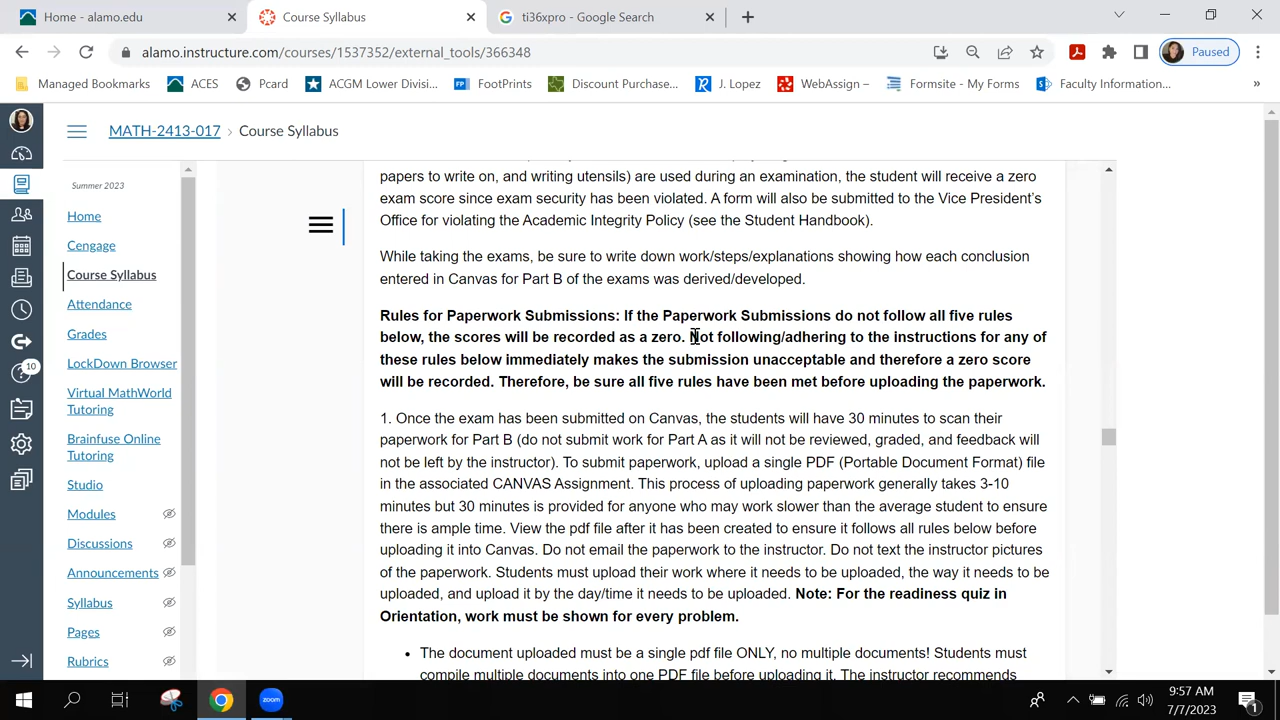 Home - alamo.edu
Course Syllabus
ti36xpro - Google Search
alamo.instructure.com/courses/1537352/external_tools/366348
Paused
Managed Bookmarks
ACES
Pcard
ACGM Lower Divisi...
FootPrints
Discount Purchase...
J. Lopez
WebAssign –
Formsite - My Forms
Faculty Information...
»
MATH-2413-017 › Course Syllabus
Summer 2023
Home
Cengage
Course Syllabus
Attendance
Grades
LockDown Browser
Virtual MathWorld
Tutoring
Brainfuse Online
Tutoring
Studio
Modules
Discussions
Announcements
Syllabus
Pages
Rubrics
10
papers to write on, and writing utensils) are used during an examination, the student will receive a zero
exam score since exam security has been violated. A form will also be submitted to the Vice President's
Office for violating the Academic Integrity Policy (see the Student Handbook).
While taking the exams, be sure to write down work/steps/explanations showing how each conclusion
entered in Canvas for Part B of the exams was derived/developed.
Rules for Paperwork Submissions: If the Paperwork Submissions do not follow all five rules
below, the scores will be recorded as a zero. Not following/adhering to the instructions for any of
these rules below immediately makes the submission unacceptable and therefore a zero score
will be recorded. Therefore, be sure all five rules have been met before uploading the paperwork.
1. Once the exam has been submitted on Canvas, the students will have 30 minutes to scan their
paperwork for Part B (do not submit work for Part A as it will not be reviewed, graded, and feedback will
not be left by the instructor). To submit paperwork, upload a single PDF (Portable Document Format) file
in the associated CANVAS Assignment. This process of uploading paperwork generally takes 3-10
minutes but 30 minutes is provided for anyone who may work slower than the average student to ensure
there is ample time. View the pdf file after it has been created to ensure it follows all rules below before
uploading it into Canvas. Do not email the paperwork to the instructor. Do not text the instructor pictures
of the paperwork. Students must upload their work where it needs to be uploaded, the way it needs to be
uploaded, and upload it by the day/time it needs to be uploaded. Note: For the readiness quiz in
Orientation, work must be shown for every problem.
• The document uploaded must be a single pdf file ONLY, no multiple documents! Students must
compile multiple documents into one PDF file before uploading it. The instructor recommends
zoom
9:57 AM
7/7/2023
1